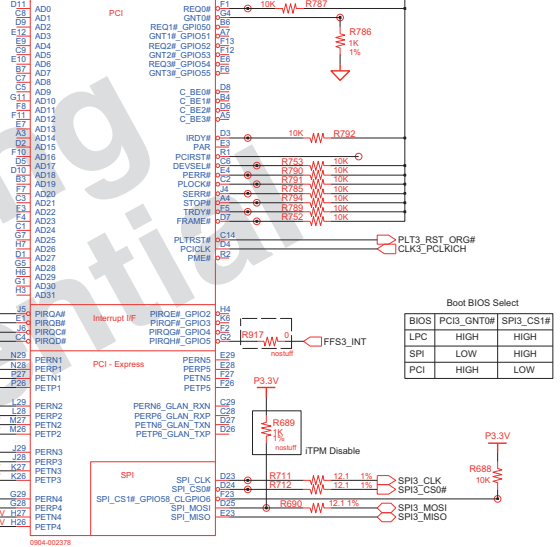 D11 AD0 PCI REQ0# F1 10K R787
C8 AD1 GNT0# G4
D9 AD2 REQ1#_GPIO50 B6 R786
E12 AD3 GNT1#_GPIO51 A7 1K
E9 AD4 REQ2#_GPIO52 F13 1%
C9 AD5 GNT2#_GPIO53 F12
E10 AD6 REQ3#_GPIO54 E6
B7 AD7 GNT3#_GPIO55 F6
C7 AD8
C5 AD9 C_BE0# D8
G11 AD10 C_BE1# B4
F8 AD11 C_BE2# D6
F11 AD12 C_BE3# A5
E7 AD13
A3 AD14 IRDY# D3 10K R792
D2 AD15 PAR E3
F10 AD16 PCIRST# R1
D5 AD17 DEVSEL# C6 R753 10K
D10 AD18 PERR# E4 R790 10K
B3 AD19 PLOCK# C2 R791 10K
F7 AD20 SERR# J4 R785 10K
C3 AD21 STOP# A4 R794 10K
F3 AD22 TRDY# F5 R789 10K
F4 AD23 FRAME# D7 R752 10K
C1 AD24
G7 AD25 PLTRST# C14 PLT3_RST_ORG#
H7 AD26 PCICLK D4 CLK3_PCLKICH
D1 AD27 PME# R2
G5 AD28
H6 AD29
G1 AD30
H3 AD31
J5 PIRQA# Interrupt I/F PIRQE#_GPIO2 H4
E1 PIRQB# PIRQF#_GPIO3 K6
J6 PIRQC# PIRQG#_GPIO4 F2
C4 PIRQD# PIRQH#_GPIO5 G2 R917 0 FFS3_INT
nostuff
N29 PERN1 PCI - Express PERN5 E29
N28 PERP1 PERP5 E28
P27 PETN1 PETN5 F27
P26 PETP1 PETP5 F26
P3.3V
L29 PERN2 PERN6_GLAN_RXN C29
L28 PERP2 PERP6_GLAN_RXP C28
M27 PETN2 PETN6_GLAN_TXN D27
M26 PETP2 PETP6_GLAN_TXP D26
R689
1K
1%
nostuff
iTPM Disable
J29 PERN3
J28 PERP3
K27 PETN3 SPI
K26 PETP3 SPI_CLK D23 R711 12.1 1% SPI3_CLK
SPI_CS0# D24 R712 12.1 1% SPI3_CS0#
G29 PERN4 SPI_CS1#_GPIO58_CLGPIO6 F23
G28 PERP4 SPI_MOSI D25 R690 12.1 1% SPI3_MOSI
V H27 PETN4 SPI_MISO E23 SPI3_MISO
V H26 PETP4
0904-002378
Boot BIOS Select
BIOS PCI3_GNT0# SPI3_CS1#
LPC HIGH HIGH
SPI LOW HIGH
PCI HIGH LOW
P3.3V
R688
10K